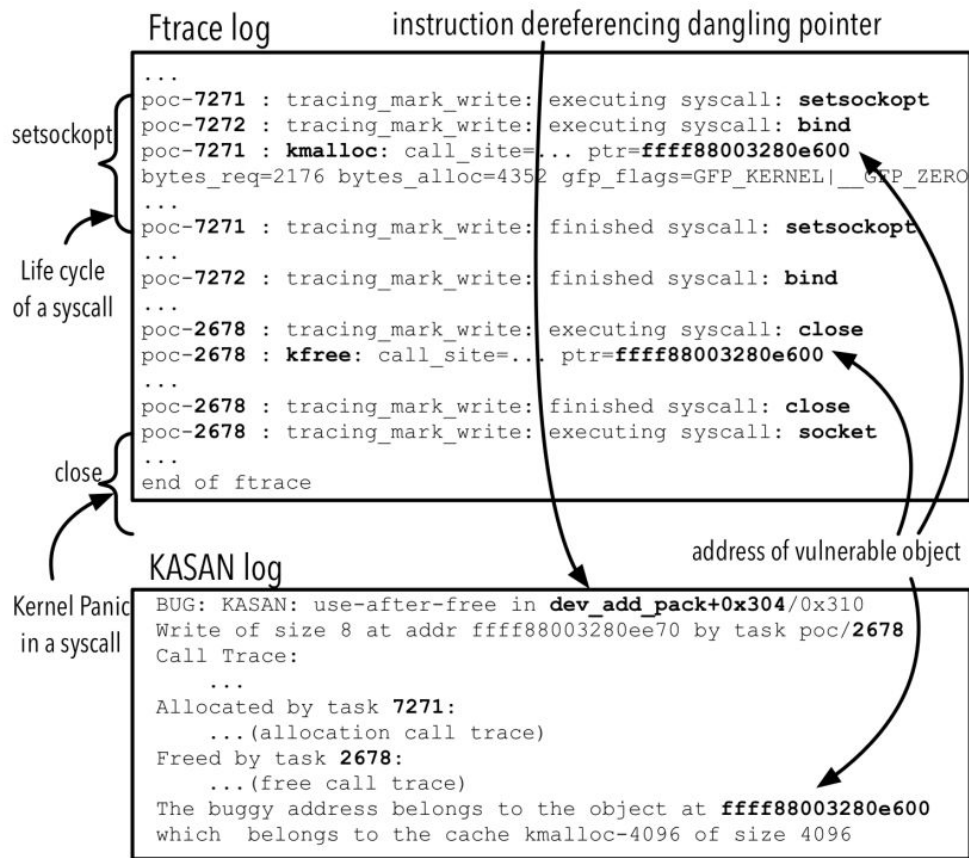 Ftrace log
instruction dereferencing dangling pointer
...
poc-7271 : tracing_mark_write: executing syscall: setsockopt
poc-7272 : tracing_mark_write: executing syscall: bind
poc-7271 : kmalloc: call_site=... ptr=ffff88003280e600
bytes_req=2176 bytes_alloc=4352 gfp_flags=GFP_KERNEL|__GFP_ZERO
...
poc-7271 : tracing_mark_write: finished syscall: setsockopt
...
poc-7272 : tracing_mark_write: finished syscall: bind
...
poc-2678 : tracing_mark_write: executing syscall: close
poc-2678 : kfree: call_site=... ptr=ffff88003280e600
...
poc-2678 : tracing_mark_write: finished syscall: close
poc-2678 : tracing_mark_write: executing syscall: socket
...
end of ftrace
setsockopt
Life cycle
of a syscall
close
Kernel Panic
in a syscall
address of vulnerable object
KASAN log
BUG: KASAN: use-after-free in dev_add_pack+0x304/0x310
Write of size 8 at addr ffff88003280ee70 by task poc/2678
Call Trace:
...
Allocated by task 7271:
...(allocation call trace)
Freed by task 2678:
...(free call trace)
The buggy address belongs to the object at ffff88003280e600
which belongs to the cache kmalloc-4096 of size 4096